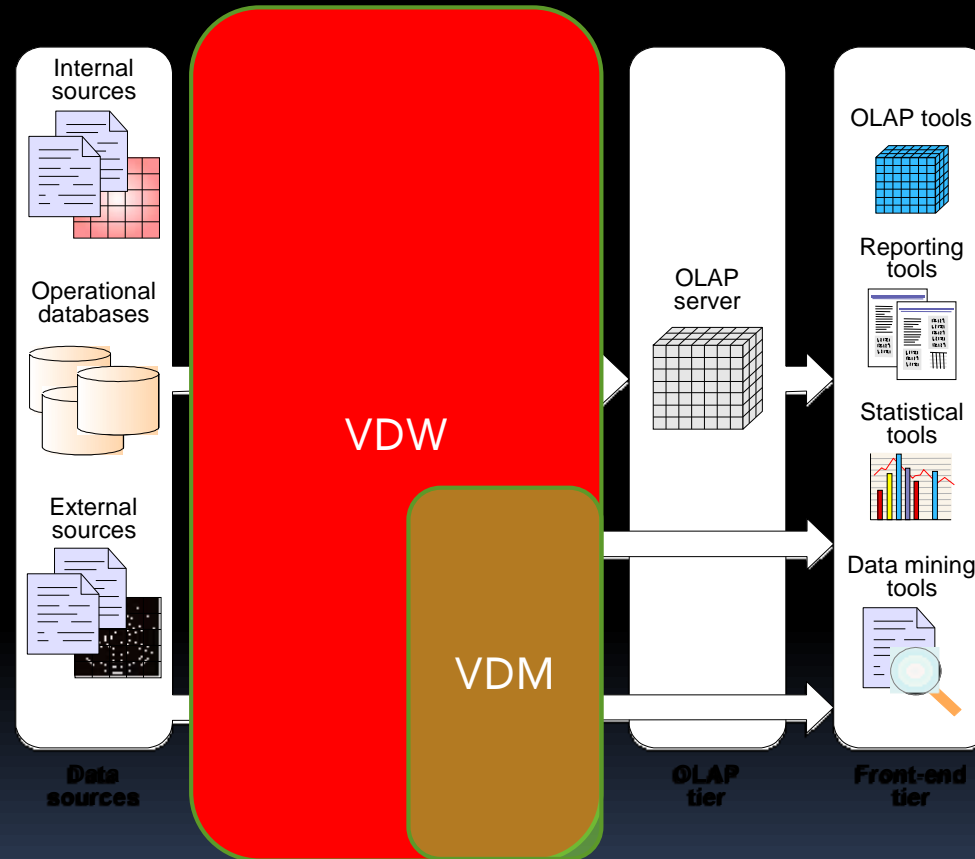 Internal
sources
Operational
databases
External
sources
Data
sources
VDW
VDM
OLAP
server
OLAP
tier
OLAP tools
Reporting
tools
Statistical
tools
Data mining
tools
Front-end
tier